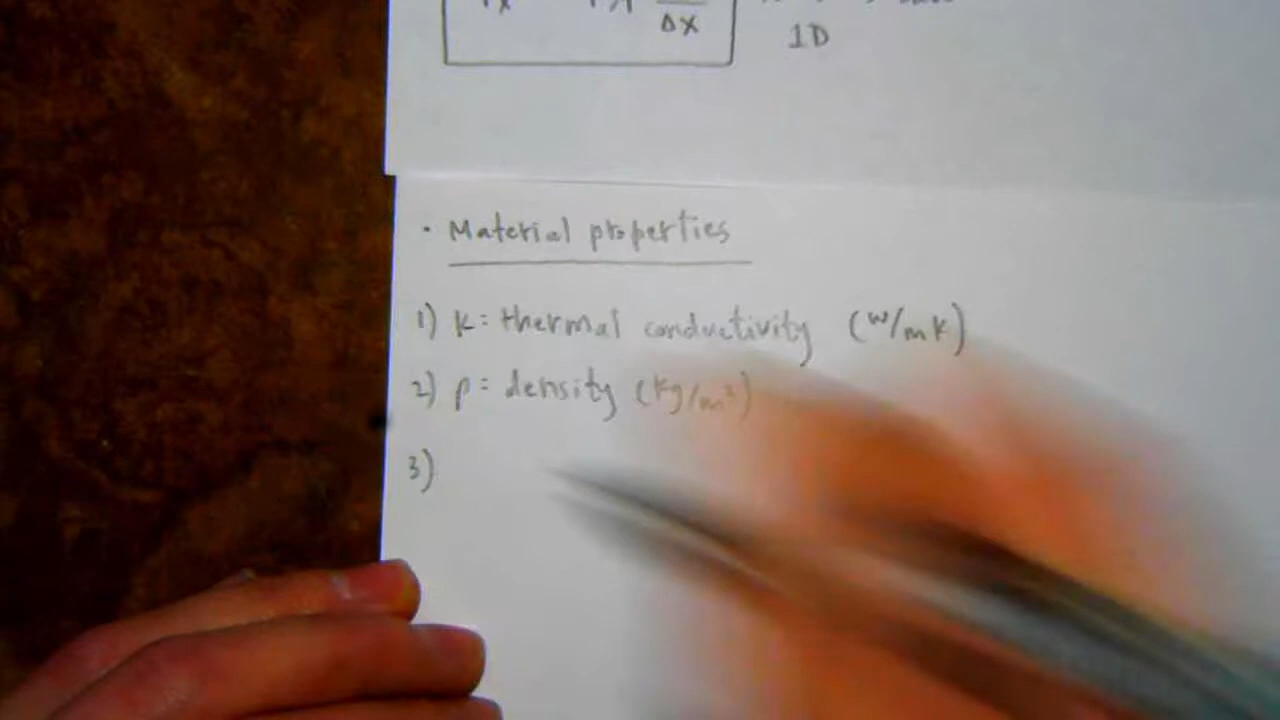 ΔX
1D
· Material properties
1) k: thermal conductivity (W/mK)
2) ρ: density (kg/m³)
3)